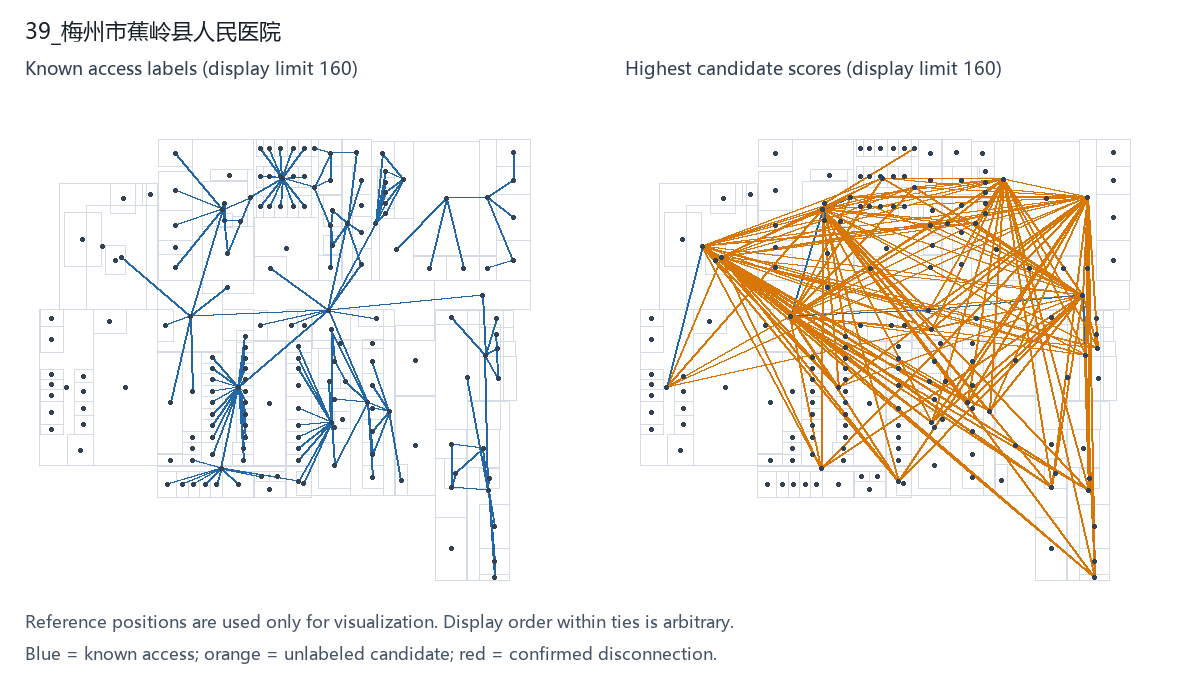 39_梅州市蕉岭县人民医院
Known access labels (display limit 160)
Highest candidate scores (display limit 160)
Reference positions are used only for visualization. Display order within ties is arbitrary.
Blue = known access; orange = unlabeled candidate; red = confirmed disconnection.